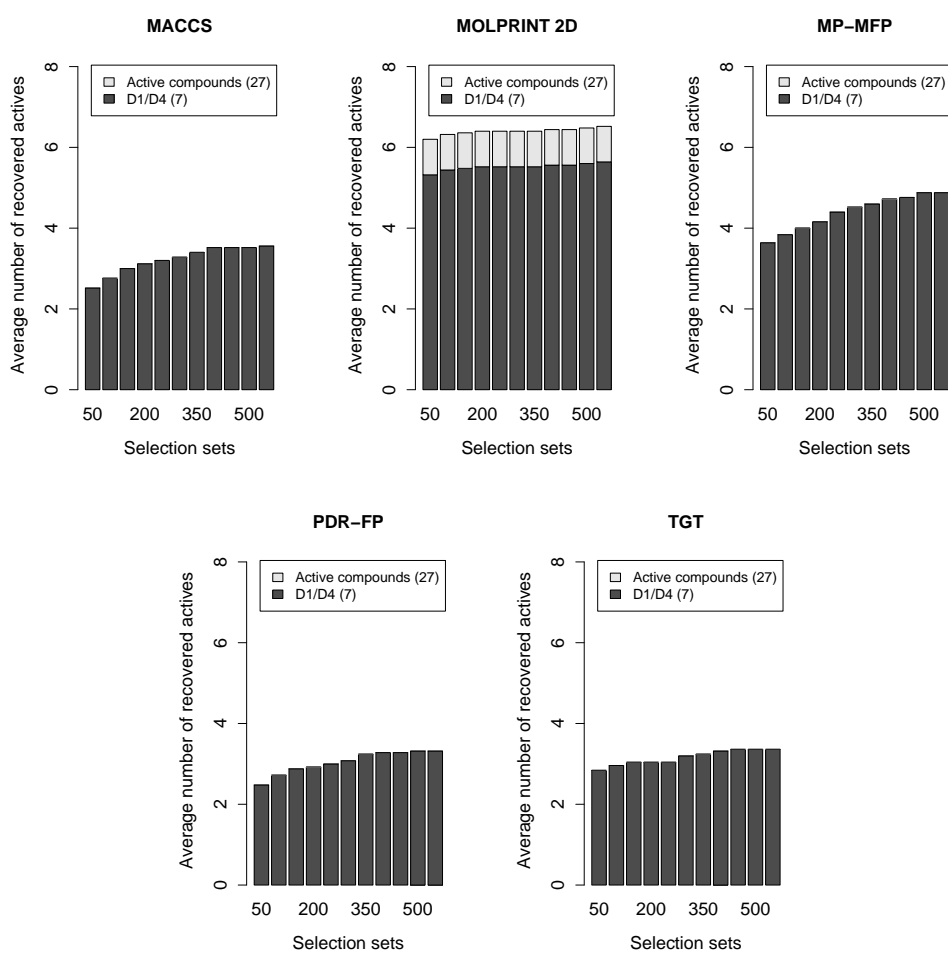 MACCS
Average number of recovered actives
0 2 4 6 8
Active compounds (27)
D1/D4 (7)
50 200 350 500
Selection sets
MOLPRINT 2D
Average number of recovered actives
0 2 4 6 8
Active compounds (27)
D1/D4 (7)
50 200 350 500
Selection sets
MP−MFP
Average number of recovered actives
0 2 4 6 8
Active compounds (27)
D1/D4 (7)
50 200 350 500
Selection sets
PDR−FP
Average number of recovered actives
0 2 4 6 8
Active compounds (27)
D1/D4 (7)
50 200 350 500
Selection sets
TGT
Average number of recovered actives
0 2 4 6 8
Active compounds (27)
D1/D4 (7)
50 200 350 500
Selection sets